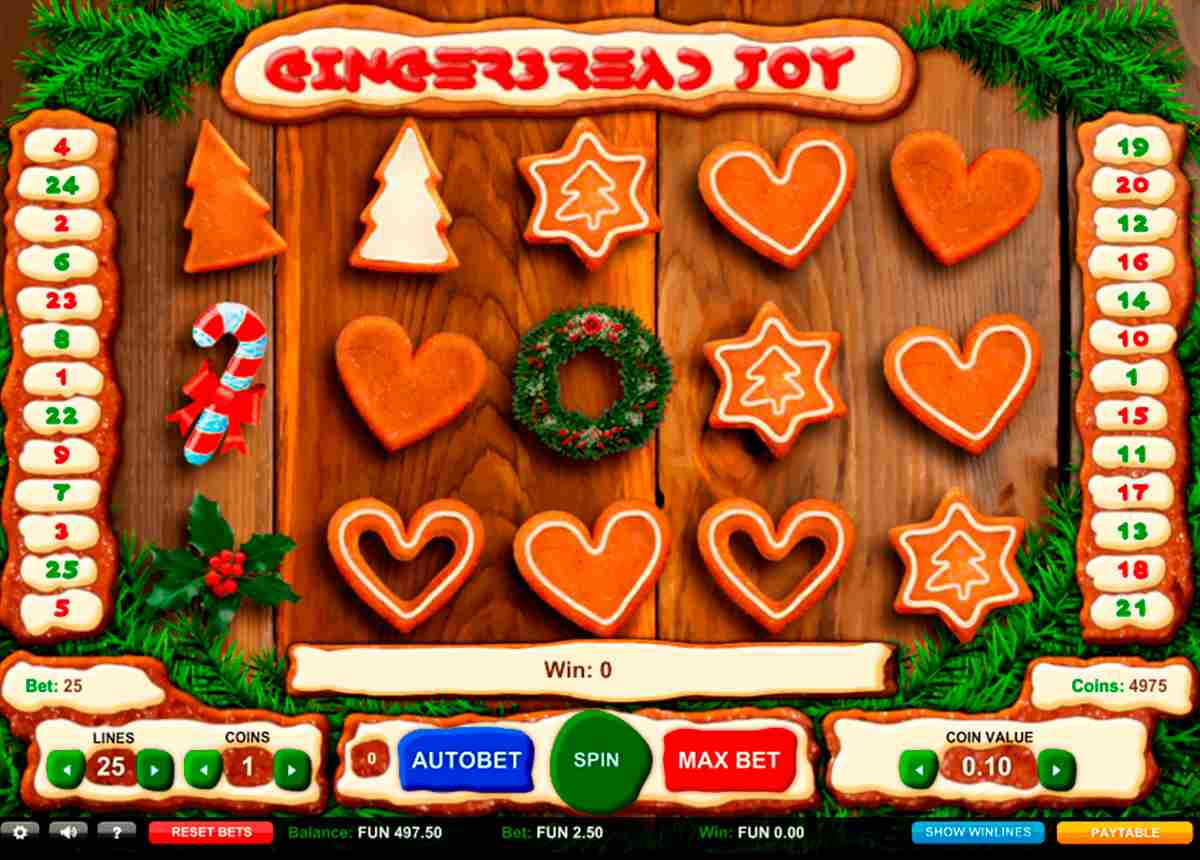 GINGERBREAD JOY
4
24
2
6
23
8
1
22
9
7
3
25
5
19
20
12
16
14
10
1
15
11
17
13
18
21
Win: 0
Bet: 25
Coins: 4975
LINES
25
COINS
1
0
AUTOBET
SPIN
MAX BET
COIN VALUE
0.10
?
RESET BETS
Balance: FUN 497.50
Bet: FUN 2.50
Win: FUN 0.00
SHOW WINLINES
PAYTABLE